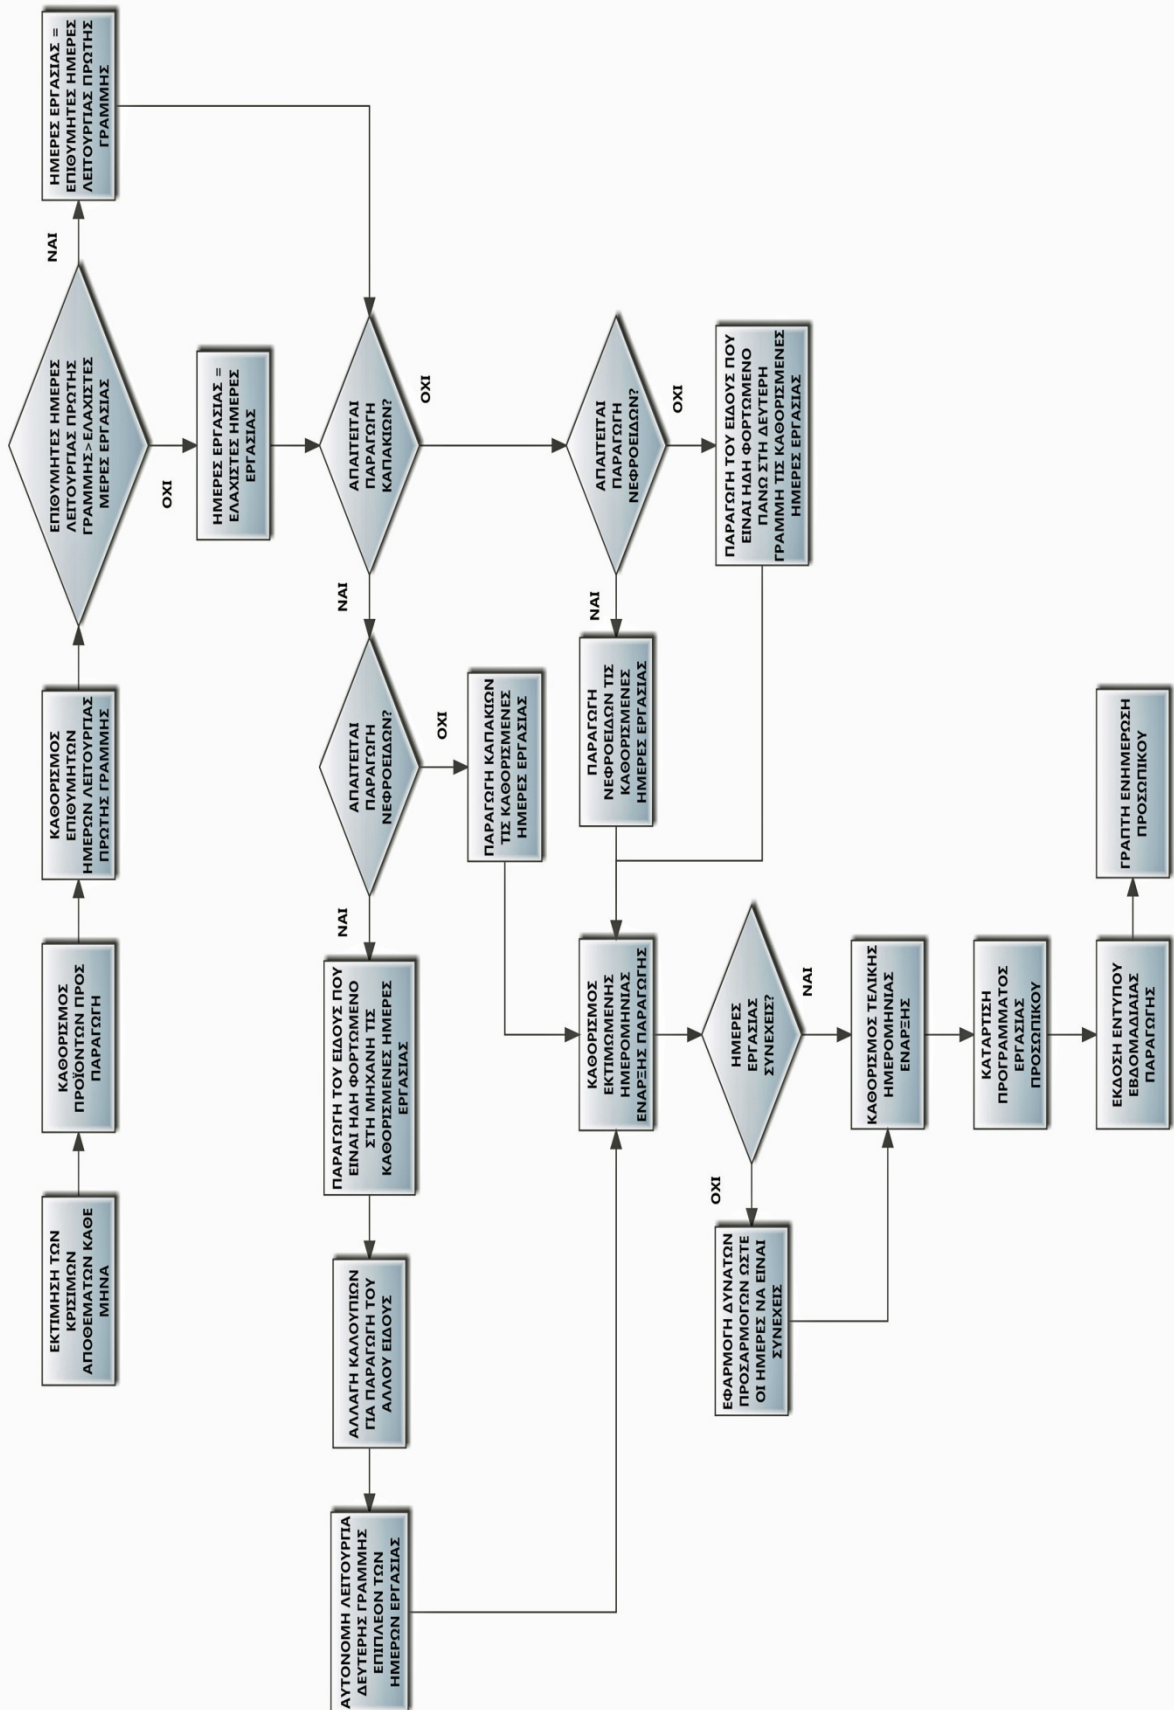 ΕΚΤΙΜΗΣΗ ΤΩΝ
ΚΡΙΣΙΜΩΝ
ΑΠΟΘΕΜΑΤΩΝ ΚΑΘΕ
ΜΗΝΑ
ΚΑΘΟΡΙΣΜΟΣ
ΠΡΟΪΟΝΤΩΝ ΠΡΟΣ
ΠΑΡΑΓΩΓΗ
ΚΑΘΟΡΙΣΜΟΣ
ΕΠΙΘΥΜΗΤΩΝ
ΗΜΕΡΩΝ ΛΕΙΤΟΥΡΓΙΑΣ
ΠΡΩΤΗΣ ΓΡΑΜΜΗΣ
ΕΠΙΘΥΜΗΤΕΣ ΗΜΕΡΕΣ
ΛΕΙΤΟΥΡΓΙΑΣ ΠΡΩΤΗΣ
ΓΡΑΜΜΗΣ>ΕΛΑΧΙΣΤΕΣ
ΜΕΡΕΣ ΕΡΓΑΣΙΑΣ
ΝΑΙ
ΗΜΕΡΕΣ ΕΡΓΑΣΙΑΣ =
ΕΠΙΘΥΜΗΤΕΣ ΗΜΕΡΕΣ
ΛΕΙΤΟΥΡΓΙΑΣ ΠΡΩΤΗΣ
ΓΡΑΜΜΗΣ
ΟΧΙ
ΗΜΕΡΕΣ ΕΡΓΑΣΙΑΣ =
ΕΛΑΧΙΣΤΕΣ ΗΜΕΡΕΣ
ΕΡΓΑΣΙΑΣ
ΑΠΑΙΤΕΙΤΑΙ
ΠΑΡΑΓΩΓΗ
ΚΑΠΑΚΙΩΝ?
ΝΑΙ
ΟΧΙ
ΑΠΑΙΤΕΙΤΑΙ
ΠΑΡΑΓΩΓΗ
ΝΕΦΡΟΕΙΔΩΝ?
ΝΑΙ
ΟΧΙ
ΠΑΡΑΓΩΓΗ ΤΟΥ ΕΙΔΟΥΣ ΠΟΥ
ΕΙΝΑΙ ΗΔΗ ΦΟΡΤΩΜΕΝΟ
ΣΤΗ ΜΗΧΑΝΗ ΤΙΣ
ΚΑΘΟΡΙΣΜΕΝΕΣ ΗΜΕΡΕΣ
ΕΡΓΑΣΙΑΣ
ΑΛΛΑΓΗ ΚΑΛΟΥΠΙΩΝ
ΓΙΑ ΠΑΡΑΓΩΓΗ ΤΟΥ
ΑΛΛΟΥ ΕΙΔΟΥΣ
ΑΥΤΟΝΟΜΗ ΛΕΙΤΟΥΡΓΙΑ
ΔΕΥΤΕΡΗΣ ΓΡΑΜΜΗΣ
ΕΠΙΠΛΕΟΝ ΤΩΝ
ΗΜΕΡΩΝ ΕΡΓΑΣΙΑΣ
ΠΑΡΑΓΩΓΗ ΚΑΠΑΚΙΩΝ
ΤΙΣ ΚΑΘΟΡΙΣΜΕΝΕΣ
ΗΜΕΡΕΣ ΕΡΓΑΣΙΑΣ
ΑΠΑΙΤΕΙΤΑΙ
ΠΑΡΑΓΩΓΗ
ΝΕΦΡΟΕΙΔΩΝ?
ΝΑΙ
ΟΧΙ
ΠΑΡΑΓΩΓΗ
ΝΕΦΡΟΕΙΔΩΝ ΤΙΣ
ΚΑΘΟΡΙΣΜΕΝΕΣ
ΗΜΕΡΕΣ ΕΡΓΑΣΙΑΣ
ΠΑΡΑΓΩΓΗ ΤΟΥ ΕΙΔΟΥΣ ΠΟΥ
ΕΙΝΑΙ ΗΔΗ ΦΟΡΤΩΜΕΝΟ
ΠΑΝΩ ΣΤΗ ΔΕΥΤΕΡΗ
ΓΡΑΜΜΗ ΤΙΣ ΚΑΘΟΡΙΣΜΕΝΕΣ
ΗΜΕΡΕΣ ΕΡΓΑΣΙΑΣ
ΚΑΘΟΡΙΣΜΟΣ
ΕΚΤΙΜΩΜΕΝΗΣ
ΗΜΕΡΟΜΗΝΙΑΣ
ΕΝΑΡΞΗΣ ΠΑΡΑΓΩΓΗΣ
ΗΜΕΡΕΣ
ΕΡΓΑΣΙΑΣ
ΣΥΝΕΧΕΙΣ?
ΟΧΙ
ΝΑΙ
ΕΦΑΡΜΟΓΗ ΔΥΝΑΤΩΝ
ΠΡΟΣΑΡΜΟΓΩΝ ΩΣΤΕ
ΟΙ ΗΜΕΡΕΣ ΝΑ ΕΙΝΑΙ
ΣΥΝΕΧΕΙΣ
ΚΑΘΟΡΙΣΜΟΣ ΤΕΛΙΚΗΣ
ΗΜΕΡΟΜΗΝΙΑΣ
ΕΝΑΡΞΗΣ
ΚΑΤΑΡΤΙΣΗ
ΠΡΟΓΡΑΜΜΑΤΟΣ
ΕΡΓΑΣΙΑΣ
ΠΡΟΣΩΠΙΚΟΥ
ΕΚΔΟΣΗ ΕΝΤΥΠΟΥ
ΕΒΔΟΜΑΔΙΑΙΑΣ
ΠΑΡΑΓΩΓΗΣ
ΓΡΑΠΤΗ ΕΝΗΜΕΡΩΣΗ
ΠΡΟΣΩΠΙΚΟΥ